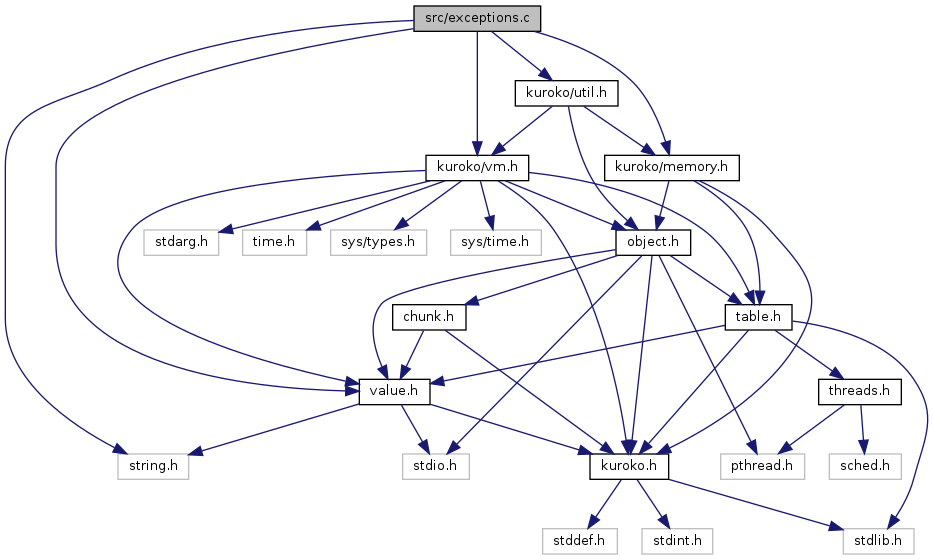 src/exceptions.c
kuroko/util.h
kuroko/vm.h
kuroko/memory.h
stdarg.h
time.h
sys/types.h
sys/time.h
object.h
chunk.h
table.h
value.h
threads.h
string.h
stdio.h
kuroko.h
pthread.h
sched.h
stddef.h
stdint.h
stdlib.h